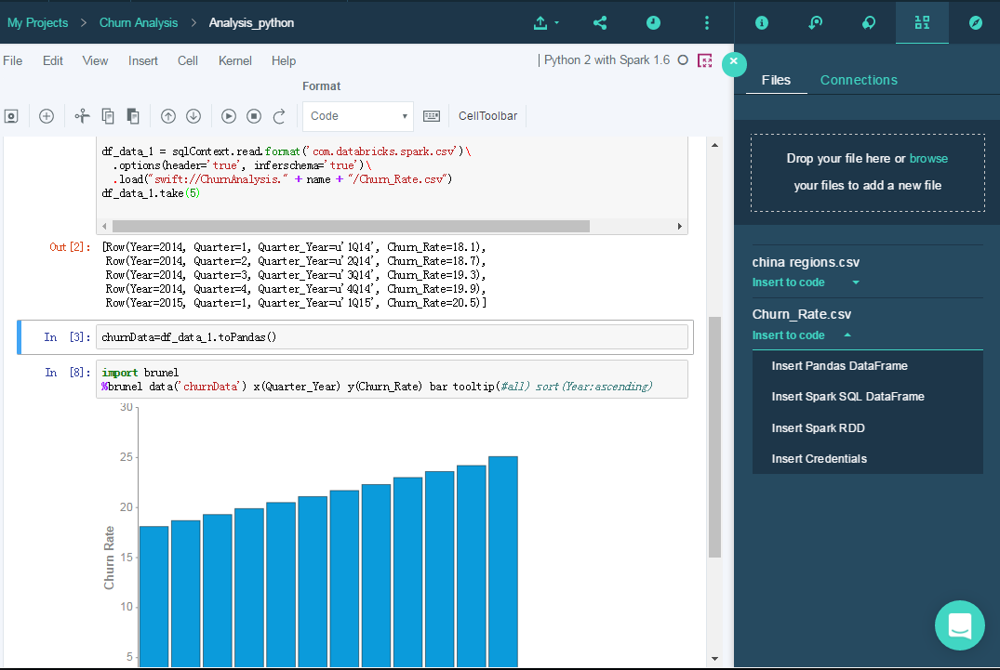 My Projects > Churn Analysis > Analysis_python
File Edit View Insert Cell Kernel Help
| Python 2 with Spark 1.6
Format
Code
CellToolbar
df_data_1 = sqlContext.read.format('com.databricks.spark.csv')\
.options(header='true', inferschema='true')\
.load("swift://ChurnAnalysis." + name + "/Churn_Rate.csv")
df_data_1.take(5)
Out[2]: [Row(Year=2014, Quarter=1, Quarter_Year=u'1Q14', Churn_Rate=18.1),
Row(Year=2014, Quarter=2, Quarter_Year=u'2Q14', Churn_Rate=18.7),
Row(Year=2014, Quarter=3, Quarter_Year=u'3Q14', Churn_Rate=19.3),
Row(Year=2014, Quarter=4, Quarter_Year=u'4Q14', Churn_Rate=19.9),
Row(Year=2015, Quarter=1, Quarter_Year=u'1Q15', Churn_Rate=20.5)]
In [3]: churnData=df_data_1.toPandas()
In [8]: import brunel
%brunel data('churnData') x(Quarter_Year) y(Churn_Rate) bar tooltip(#all) sort(Year:ascending)
30
25
20
15
10
5
Churn Rate
Files
Connections
Drop your file here or browse
your files to add a new file
china regions.csv
Insert to code
Churn_Rate.csv
Insert to code
Insert Pandas DataFrame
Insert Spark SQL DataFrame
Insert Spark RDD
Insert Credentials